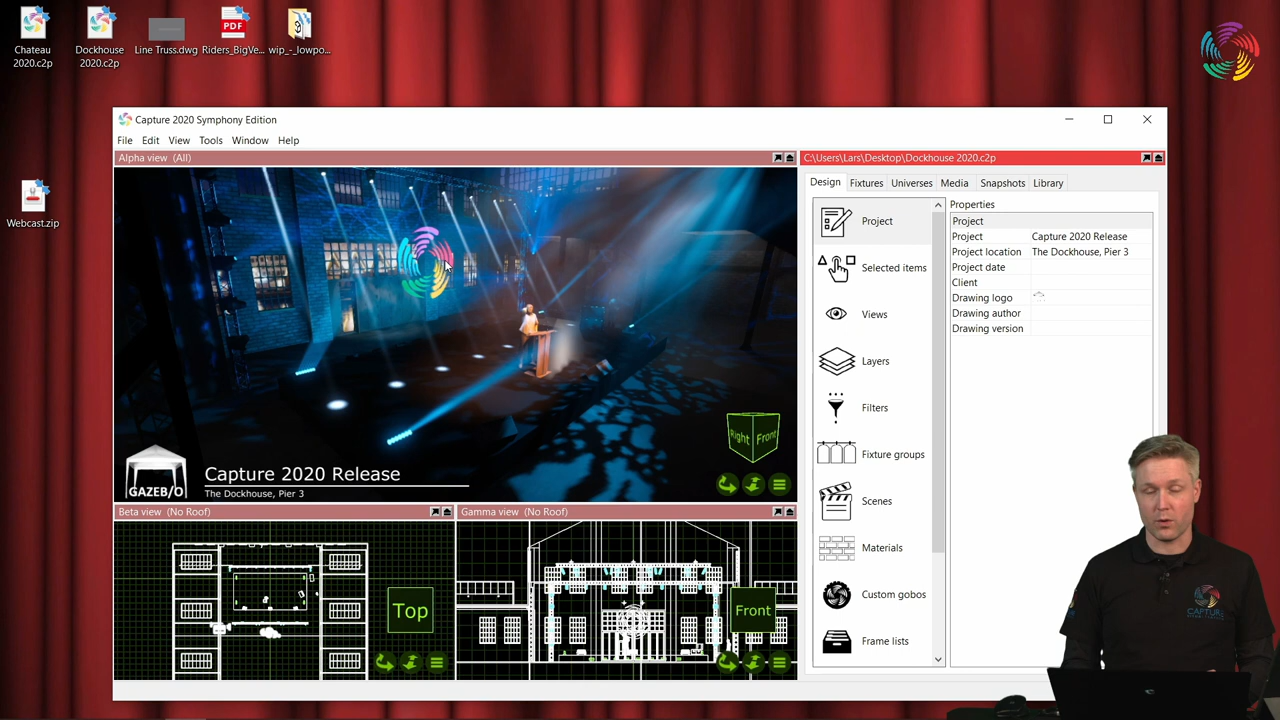 Chateau
2020.c2p
Dockhouse
2020.c2p
Line Truss.dwg
PDF
Riders_BigVe...
wip_-_lowpo...
Webcast.zip
Capture 2020 Symphony Edition
File Edit View Tools Window Help
Alpha view (All)
C:\Users\Lars\Desktop\Dockhouse 2020.c2p
Design Fixtures Universes Media Snapshots Library
Project
Selected items
Views
Layers
Filters
Fixture groups
Scenes
Materials
Custom gobos
Frame lists
Properties
Project
Project Capture 2020 Release
Project location The Dockhouse, Pier 3
Project date
Client
Drawing logo
Drawing author
Drawing version
Right Front
GAZEB/O
Capture 2020 Release
The Dockhouse, Pier 3
Beta view (No Roof)
Top
Gamma view (No Roof)
Front